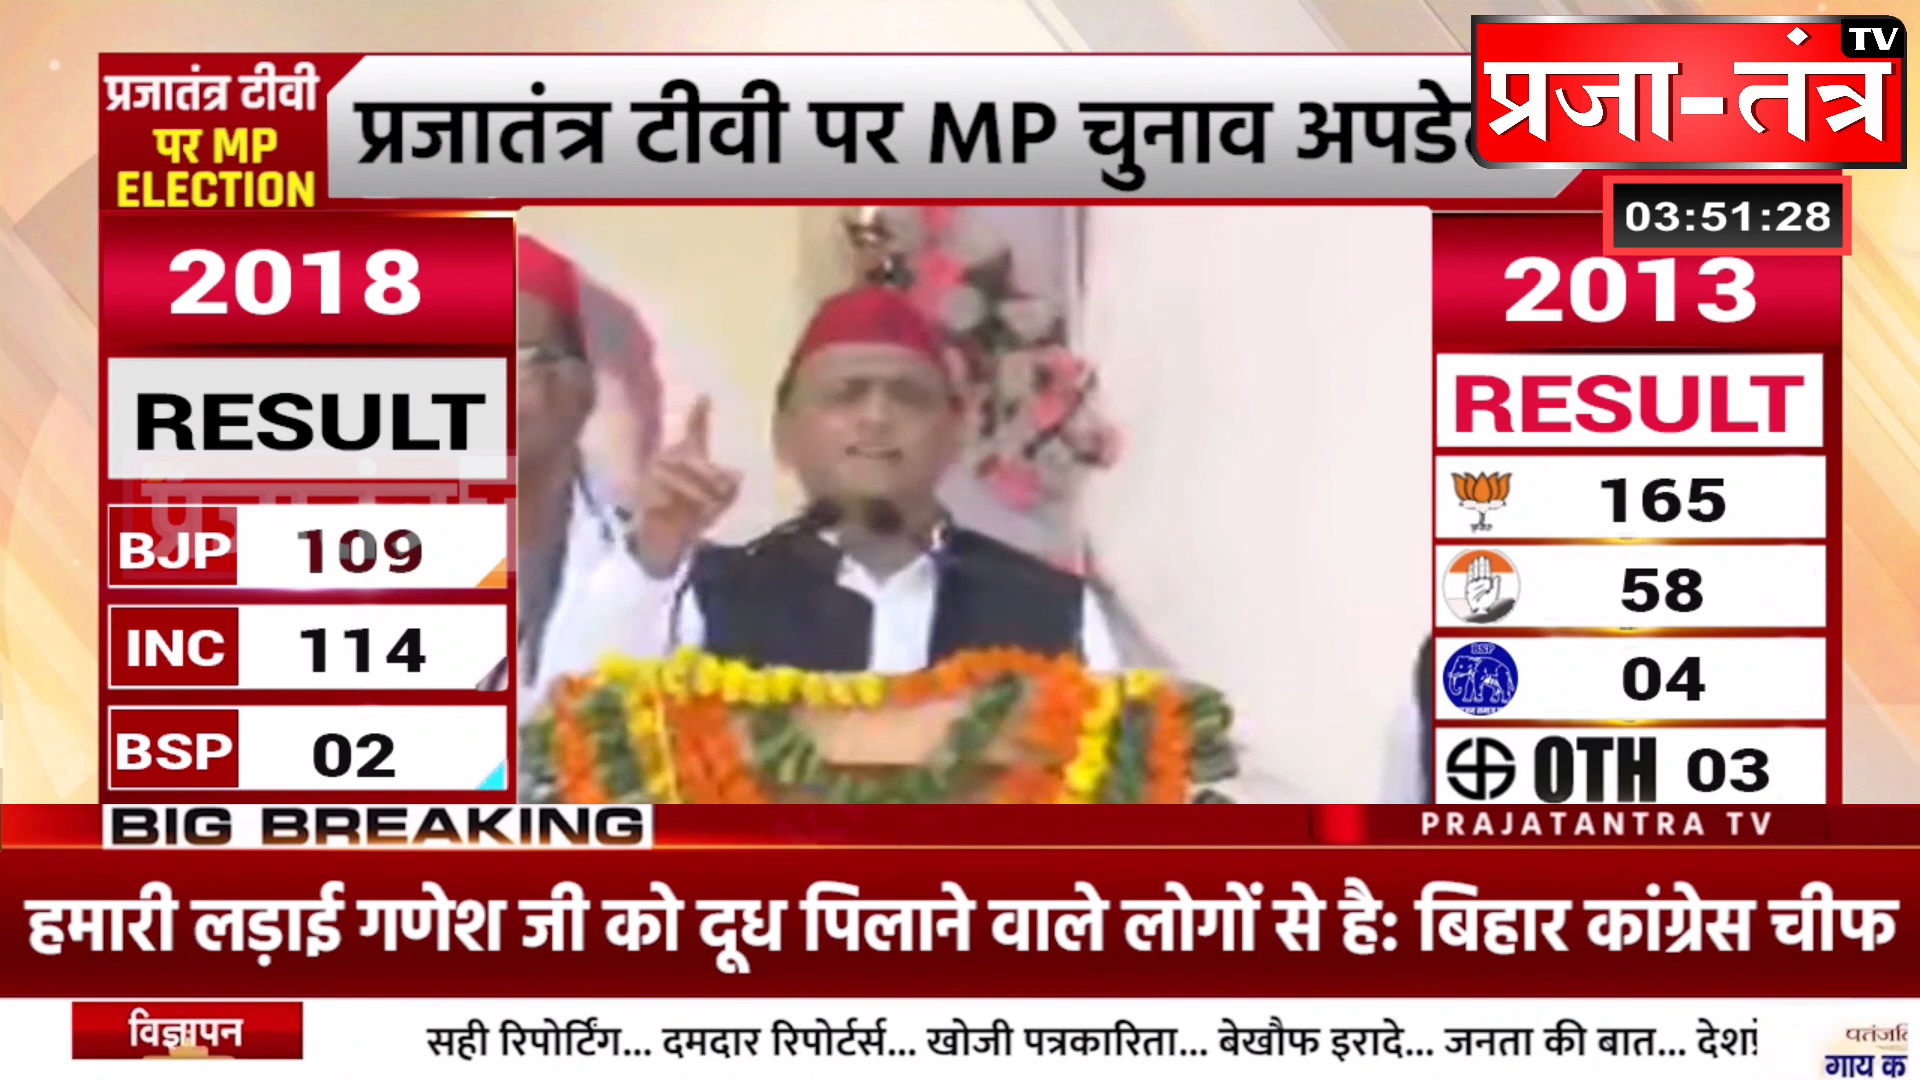 TV
प्रजा-तंत्र
प्रजातंत्र टीवी
पर MP
ELECTION
प्रजातंत्र टीवी पर MP चुनाव
03:51:28
2018
RESULT
BJP 109
INC 114
BSP 02
2013
RESULT
165
58
BSP
04
OTH 03
BIG BREAKING
PRAJATANTRA TV
हमारी लड़ाई गणेश जी को दूध पिलाने वाले लोगों से है: बिहार कांग्रेस चीफ
विज्ञापन
सही रिपोर्टिंग... दमदार रिपोर्टर्स... खोजी पत्रकारिता... बेखौफ इरादे... जनता की बात...
गाय